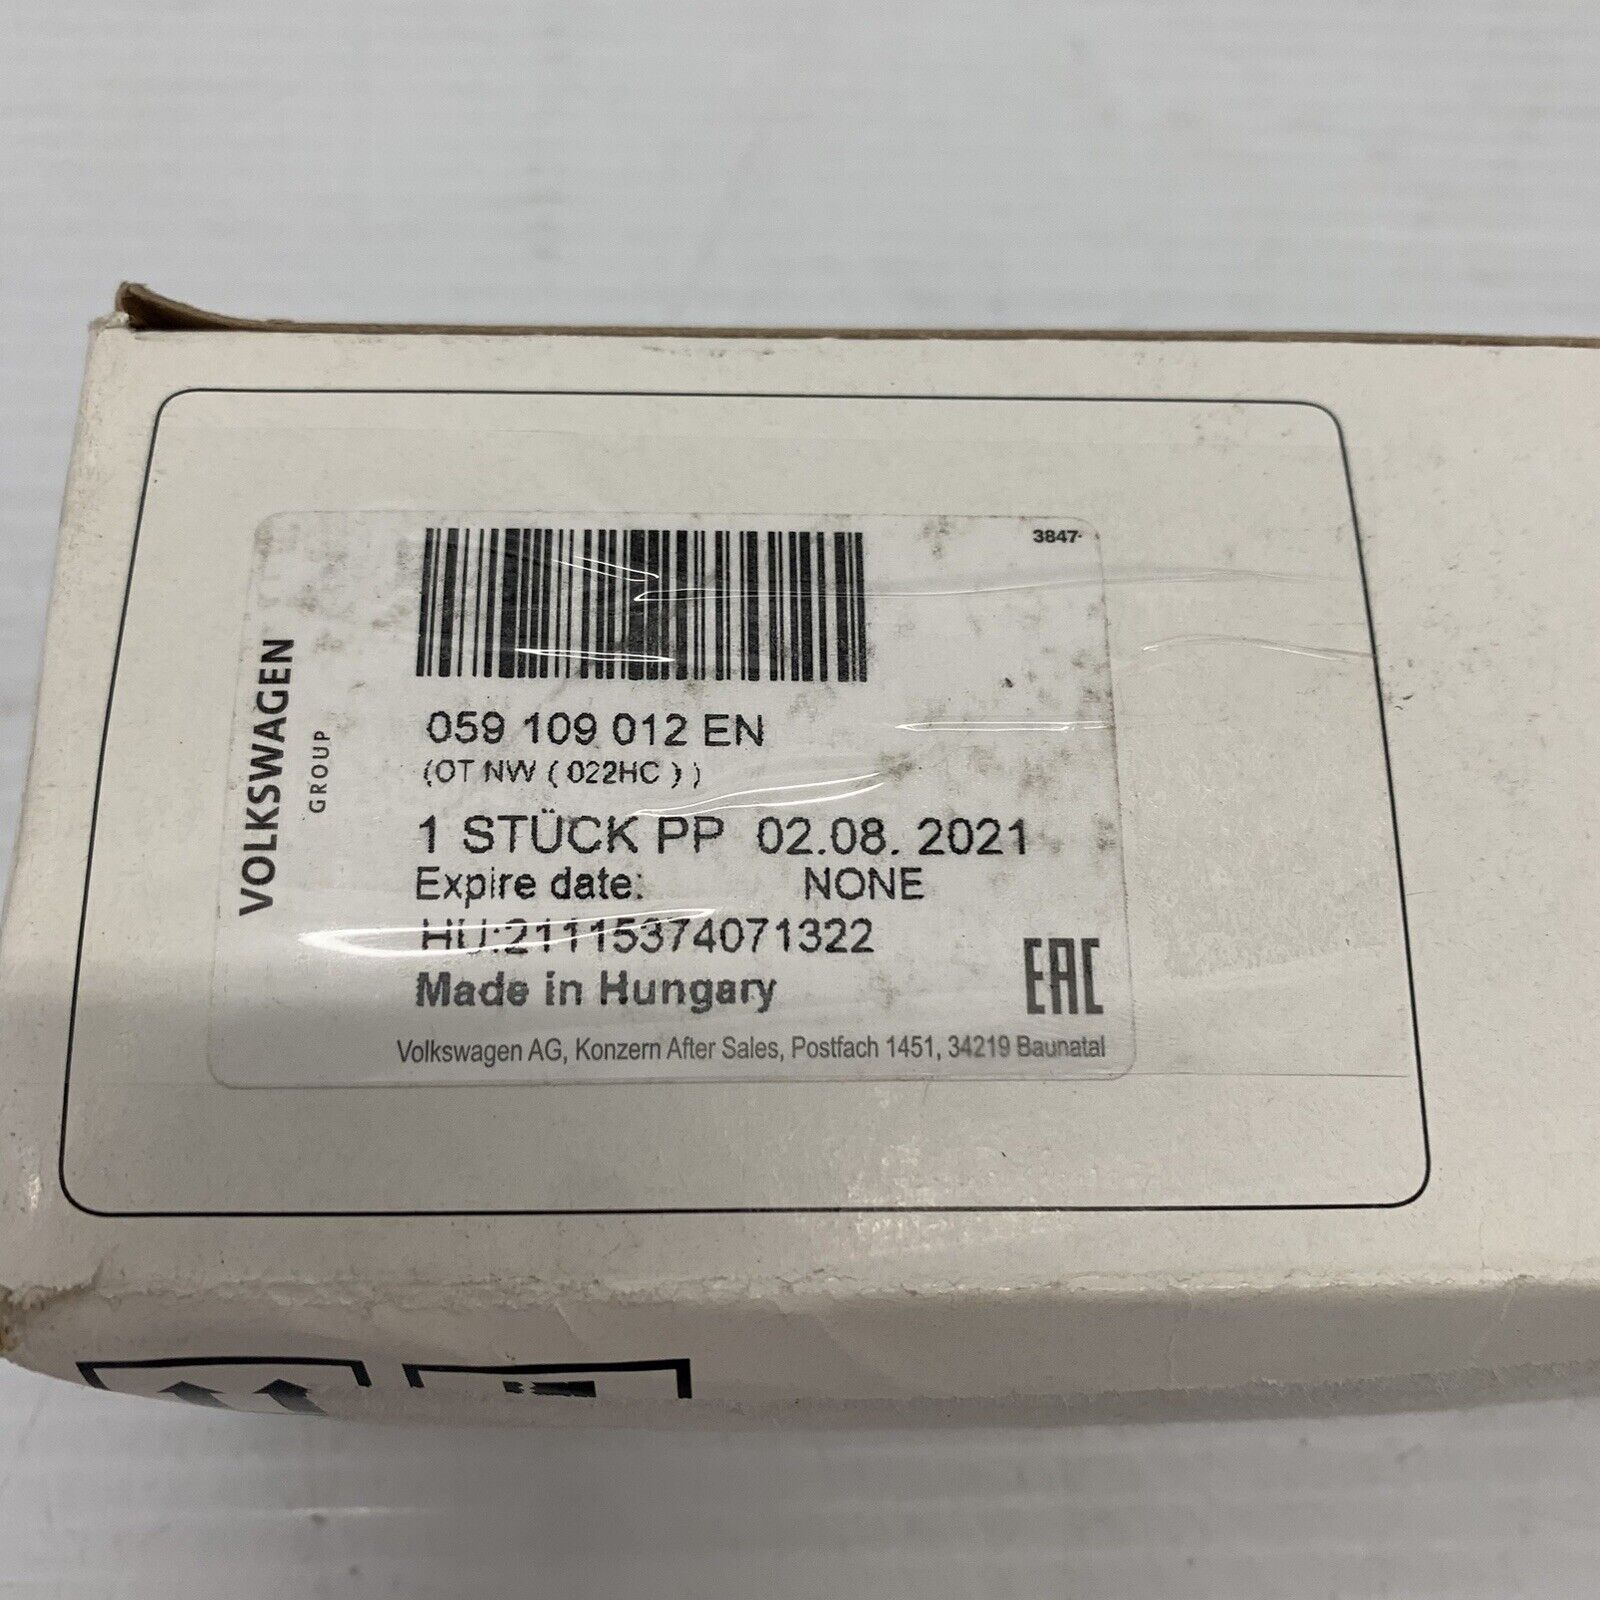 3847-
VOLKSWAGEN
GROUP
059 109 012 EN
(OT NW ( 022HC ) )
1 STÜCK PP 02.08. 2021
Expire date: NONE
HU:21115374071322
Made in Hungary
EAC
Volkswagen AG, Konzern After Sales, Postfach 1451, 34219 Baunatal